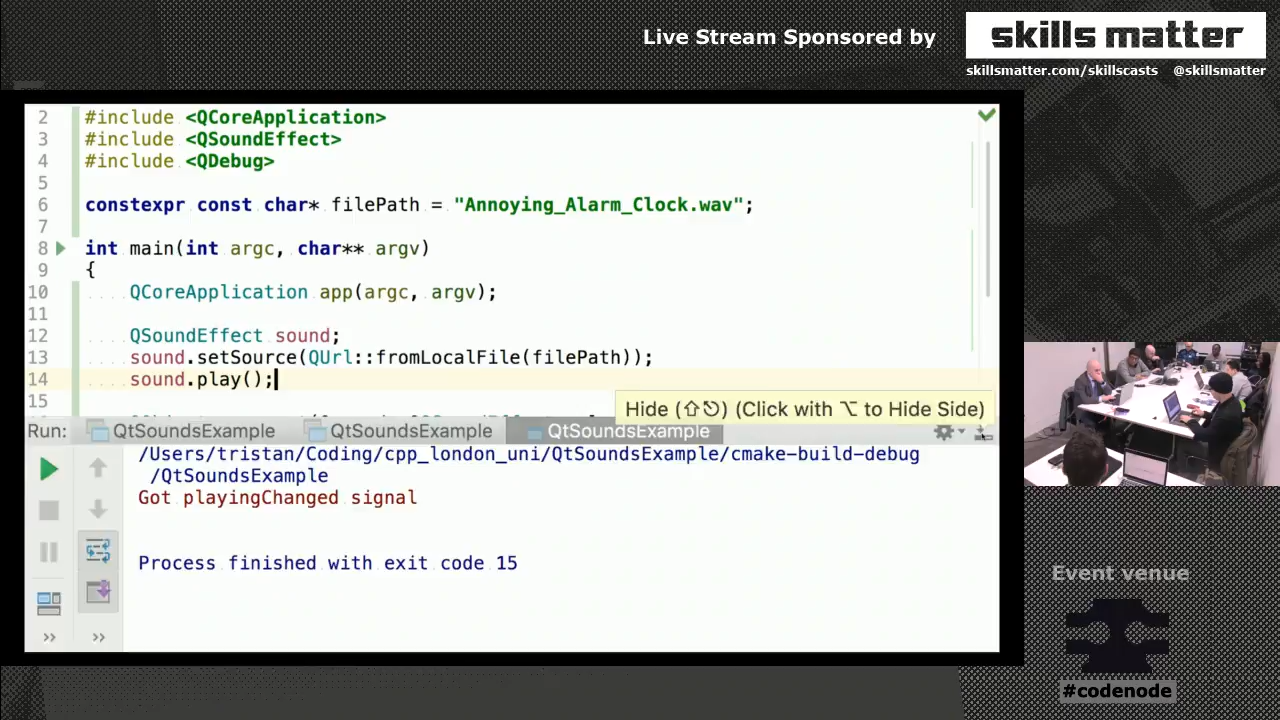 Live Stream Sponsored by
skills matter
skillsmatter.com/skillscasts @skillsmatter
2 #include <QCoreApplication>
3 #include <QSoundEffect>
4 #include <QDebug>
5
6 constexpr const char* filePath = "Annoying_Alarm_Clock.wav";
7
8 int main(int argc, char** argv)
9 {
10 QCoreApplication app(argc, argv);
11
12 QSoundEffect sound;
13 sound.setSource(QUrl::fromLocalFile(filePath));
14 sound.play();
15
Hide (⇧⎋) (Click with ⌥ to Hide Side)
Run: QtSoundsExample QtSoundsExample QtSoundsExample
/Users/tristan/Coding/cpp_london_uni/QtSoundsExample/cmake-build-debug
/QtSoundsExample
Got playingChanged signal
Process finished with exit code 15
Event venue
#codenode